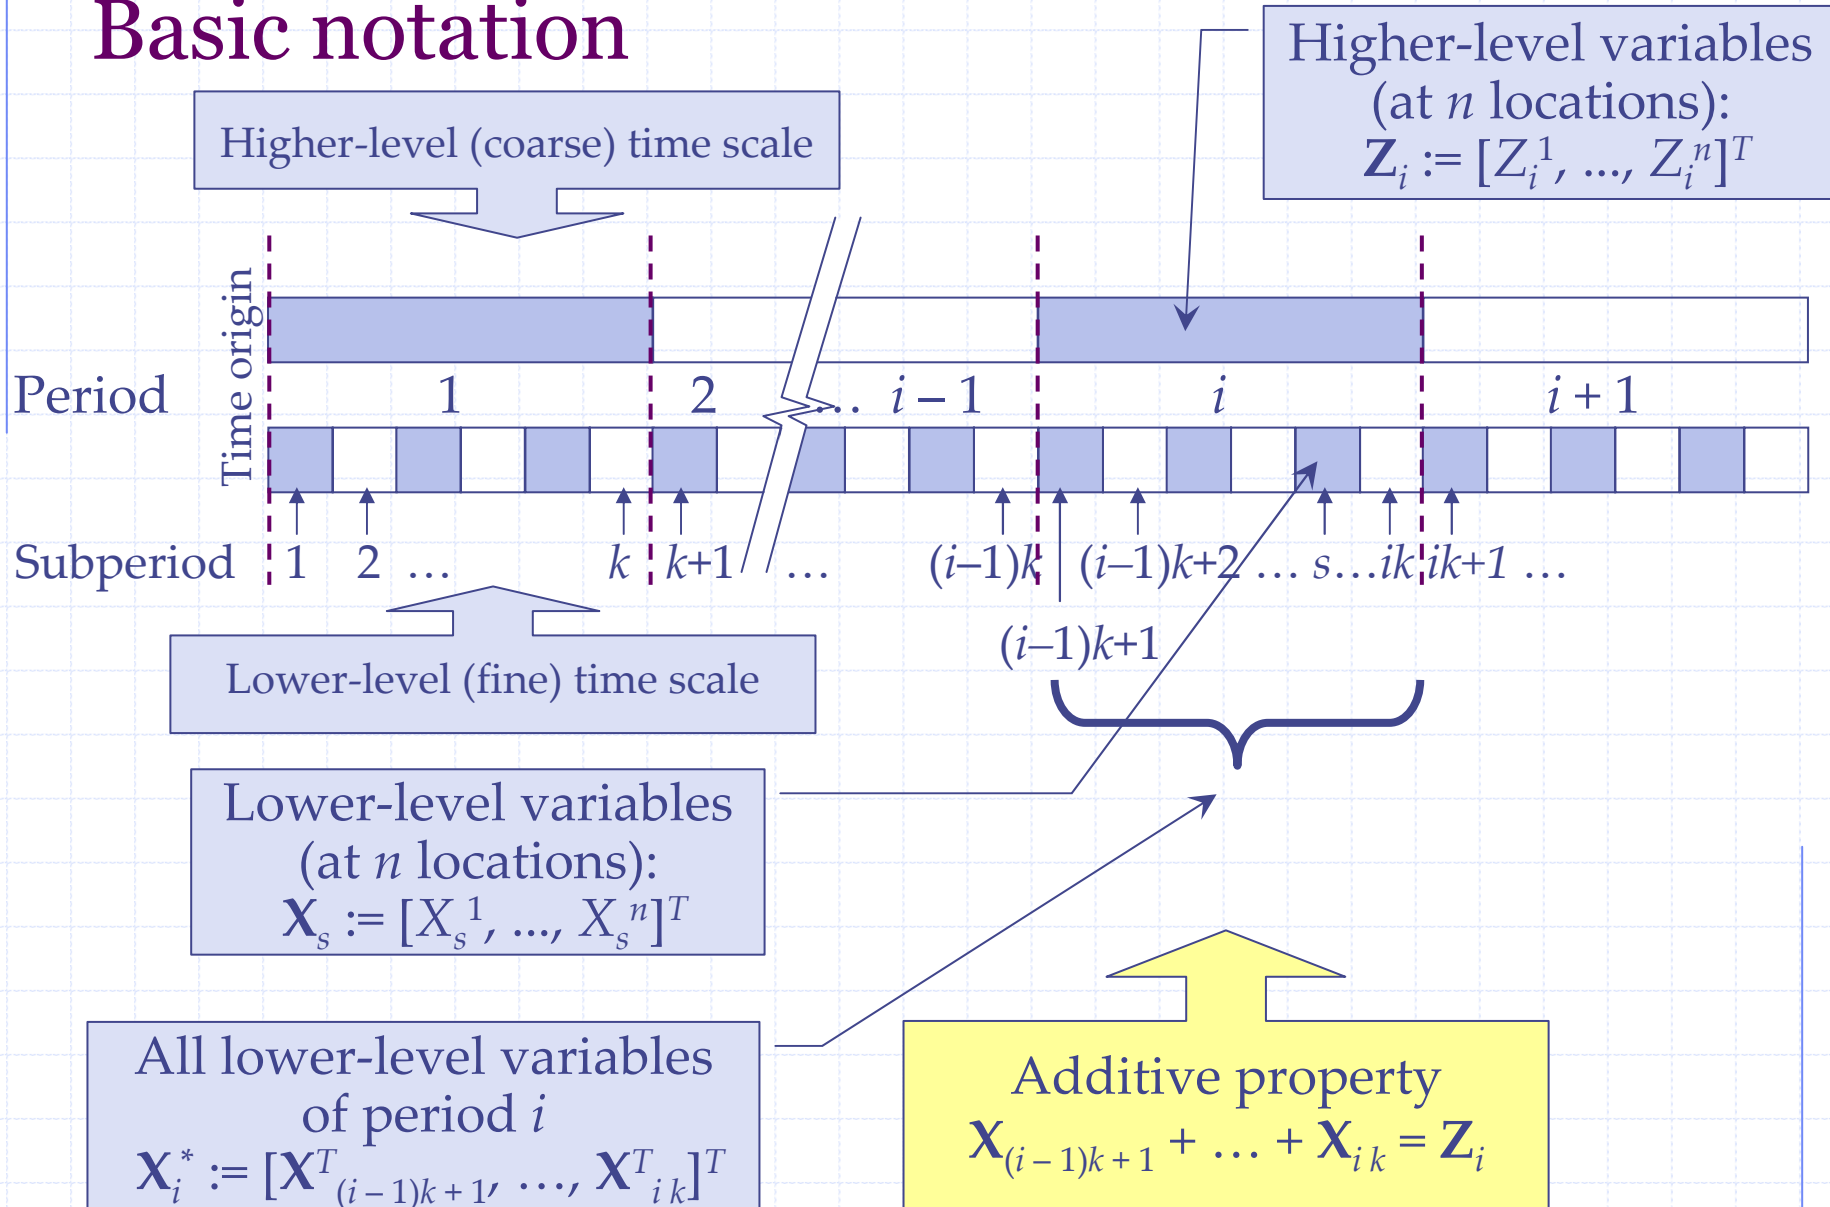 Basic notation
Higher-level variables
(at n locations):
Z_i := [Z_i^1, ..., Z_i^n]^T
Higher-level (coarse) time scale
Time origin
Period 1 2 … i – 1 i i + 1
Subperiod 1 2 … k k+1 … (i–1)k (i–1)k+2 … s…ik ik+1 …
(i–1)k+1
Lower-level (fine) time scale
Lower-level variables
(at n locations):
X_s := [X_s^1, ..., X_s^n]^T
All lower-level variables
of period i
X_i^* := [X^T_(i – 1)k + 1, …, X^T_i k]^T
Additive property
X_(i – 1)k + 1 + … + X_i k = Z_i